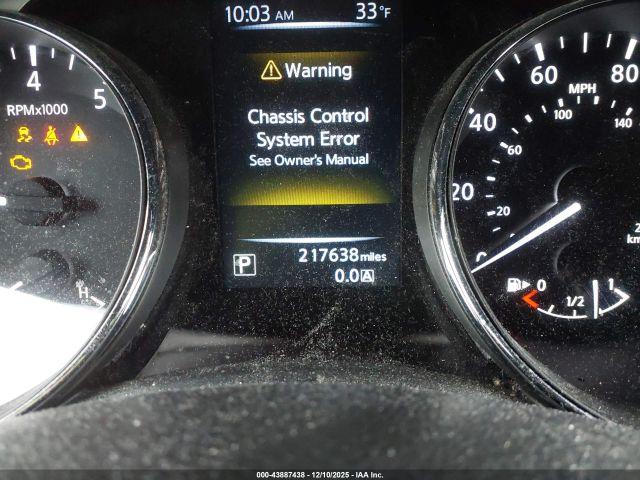 10:03 AM 33°F
Warning
Chassis Control
System Error
See Owner's Manual
P
217638 miles
0.0 A
4
5
RPMx1000
H
80
60
MPH
100
140
40
60
20
20
0
km
0
1/2
1
000-43887438 - 12/10/2025 - IAA Inc.